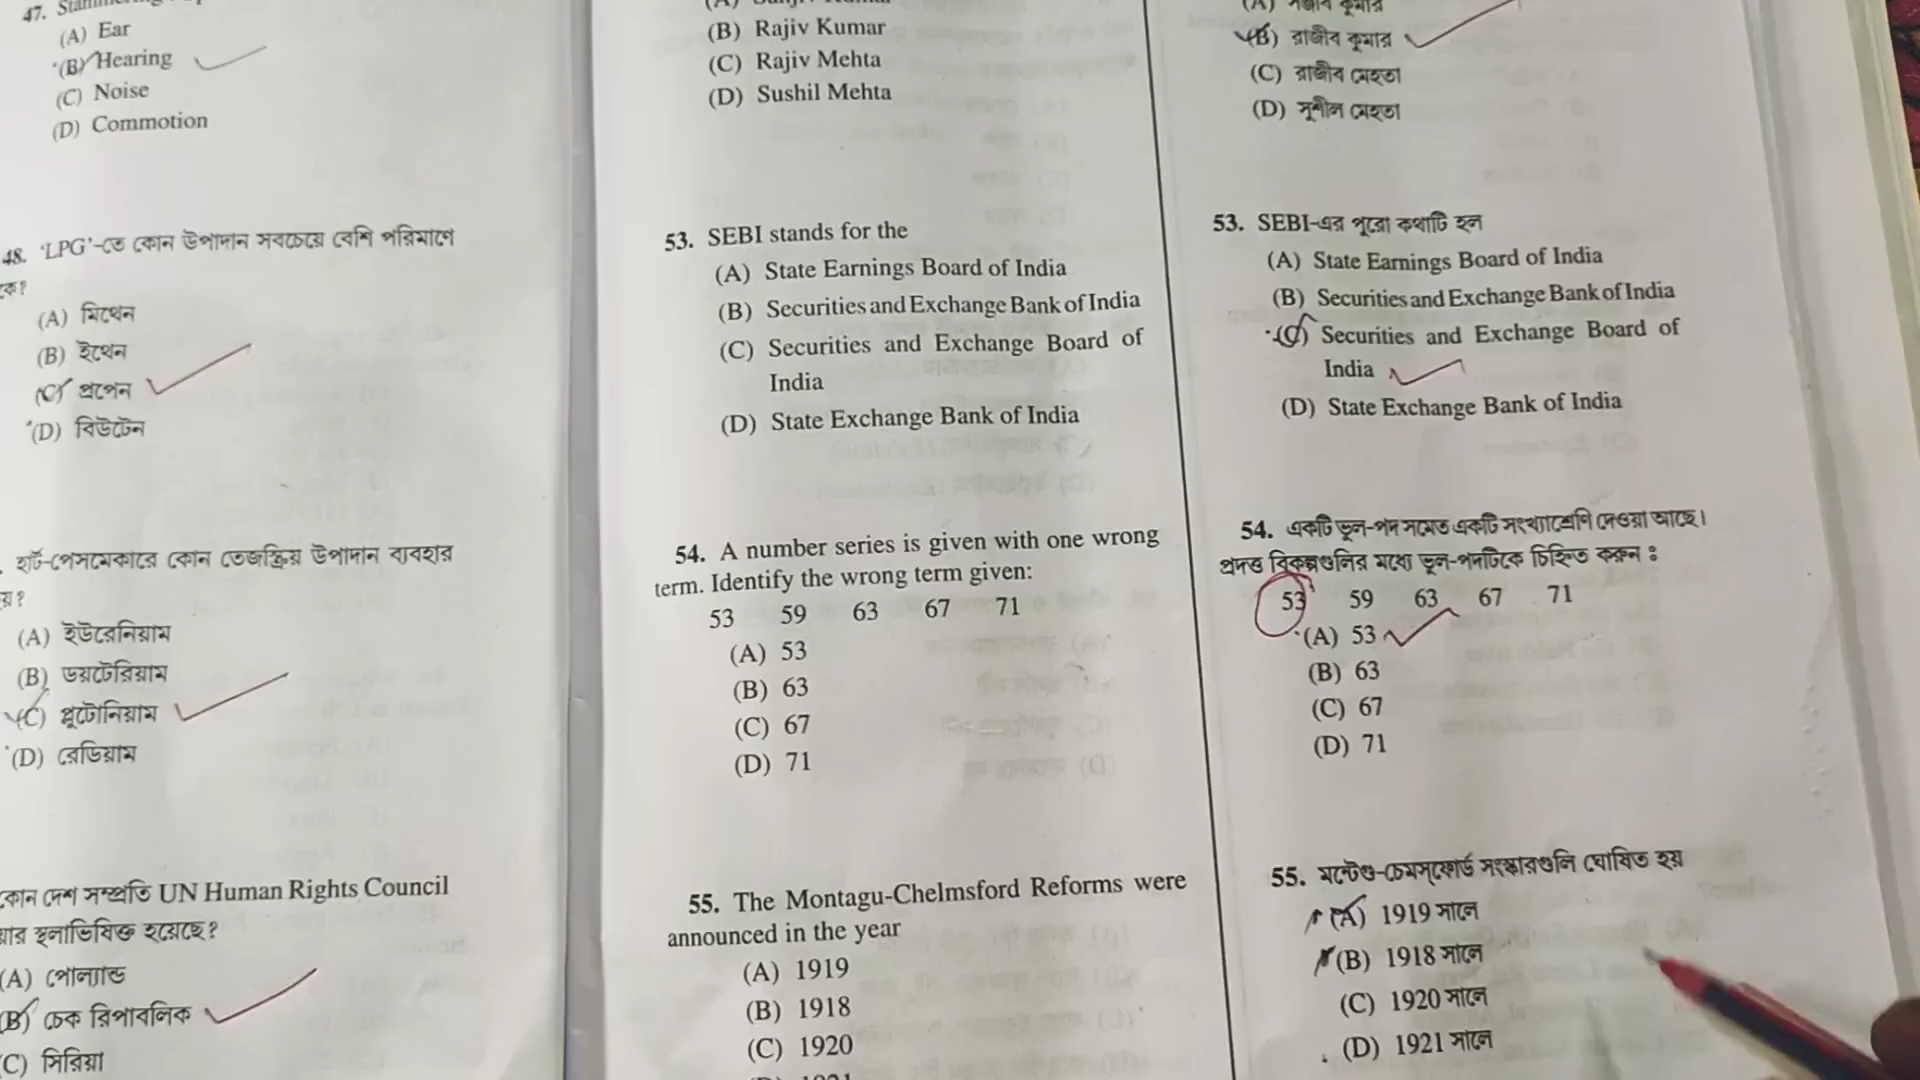 47.
(A) Ear
(B) Hearing
(C) Noise
(D) Commotion
48. ‘LPG’-তে কোন উপাদান সবচেয়ে বেশি পরিমাণে
কে?
(A) মিথেন
(B) ইথেন
(C) প্রপেন
(D) বিউটেন
. হার্ট-পেসমেকারে কোন তেজস্ক্রিয় উপাদান ব্যবহার
য়?
(A) ইউরেনিয়াম
(B) ডয়টেরিয়াম
(C) প্লুটোনিয়াম
(D) রেডিয়াম
কোন দেশ সম্প্রতি UN Human Rights Council
য়ার স্থলাভিষিক্ত হয়েছে?
(A) পোল্যান্ড
(B) চেক রিপাবলিক
(C) সিরিয়া
(B) Rajiv Kumar
(C) Rajiv Mehta
(D) Sushil Mehta
53. SEBI stands for the
(A) State Earnings Board of India
(B) Securities and Exchange Bank of India
(C) Securities and Exchange Board of
India
(D) State Exchange Bank of India
54. A number series is given with one wrong
term. Identify the wrong term given:
53 59 63 67 71
(A) 53
(B) 63
(C) 67
(D) 71
55. The Montagu-Chelmsford Reforms were
announced in the year
(A) 1919
(B) 1918
(C) 1920
(B) রাজীব কুমার
(C) রাজীব মেহতা
(D) সুশীল মেহতা
53. SEBI-এর পুরো কথাটি হল
(A) State Earnings Board of India
(B) Securities and Exchange Bank of India
(C) Securities and Exchange Board of
India
(D) State Exchange Bank of India
54. একটি ভুল-পদ সমেত একটি সংখ্যাশ্রেণি দেওয়া আছে।
প্রদত্ত বিকল্পগুলির মধ্যে ভুল-পদটিকে চিহ্নিত করুন :
53 59 63 67 71
(A) 53
(B) 63
(C) 67
(D) 71
55. মন্টেগু-চেমস্‌ফোর্ড সংস্কারগুলি ঘোষিত হয়
(A) 1919 সালে
(B) 1918 সালে
(C) 1920 সালে
(D) 1921 সালে